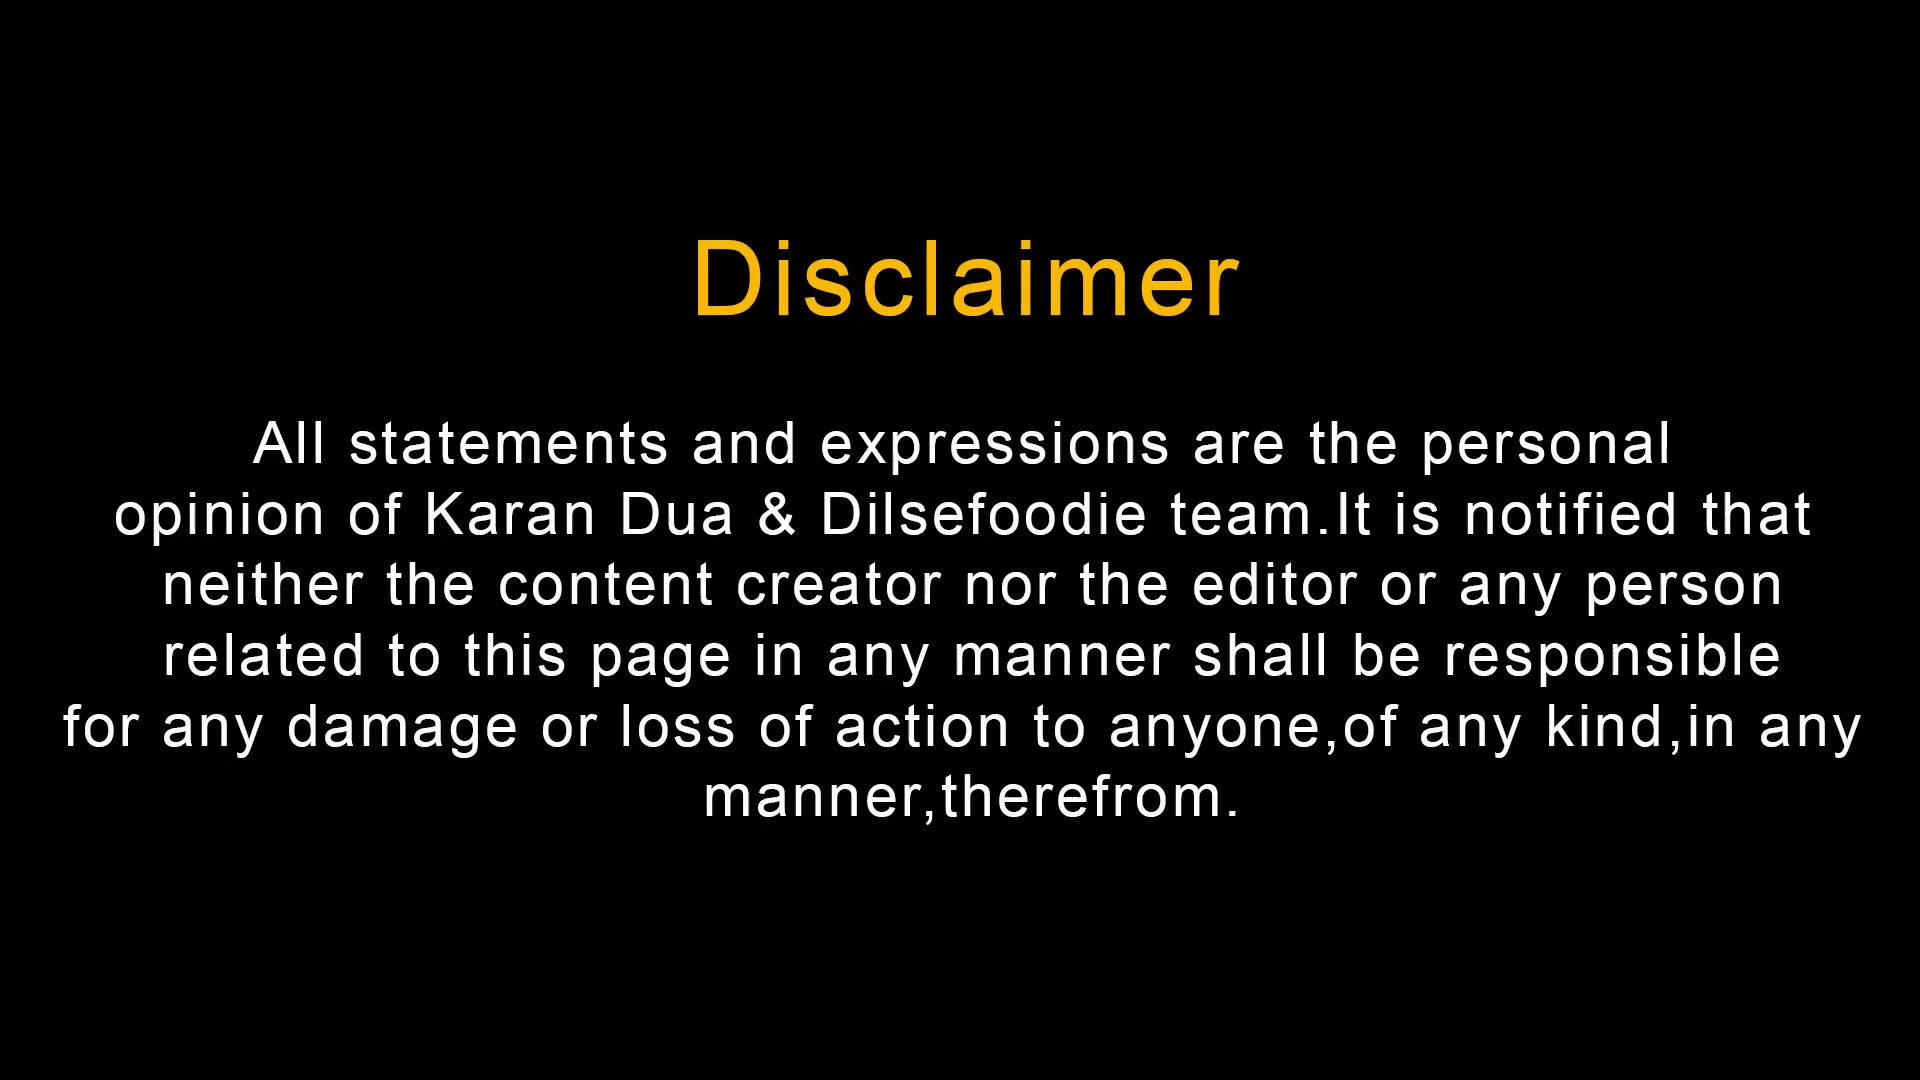 Disclaimer
All statements and expressions are the personal
opinion of Karan Dua & Dilsefoodie team.It is notified that
neither the content creator nor the editor or any person
related to this page in any manner shall be responsible
for any damage or loss of action to anyone,of any kind,in any
manner,therefrom.